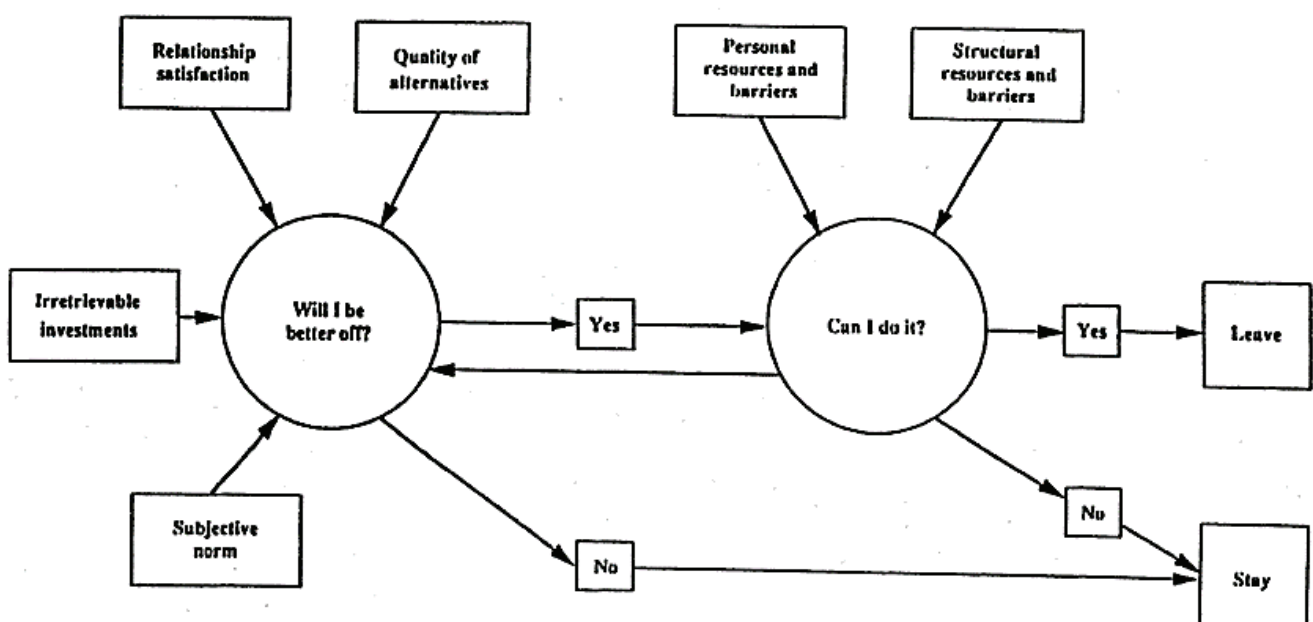 Relationship
satisfaction
Quality of
alternatives
Personal
resources and
barriers
Structural
resources and
barriers
Irretrievable
investments
Will I be
better off?
Yes
Can I do it?
Yes
Leave
Subjective
norm
No
No
Stay